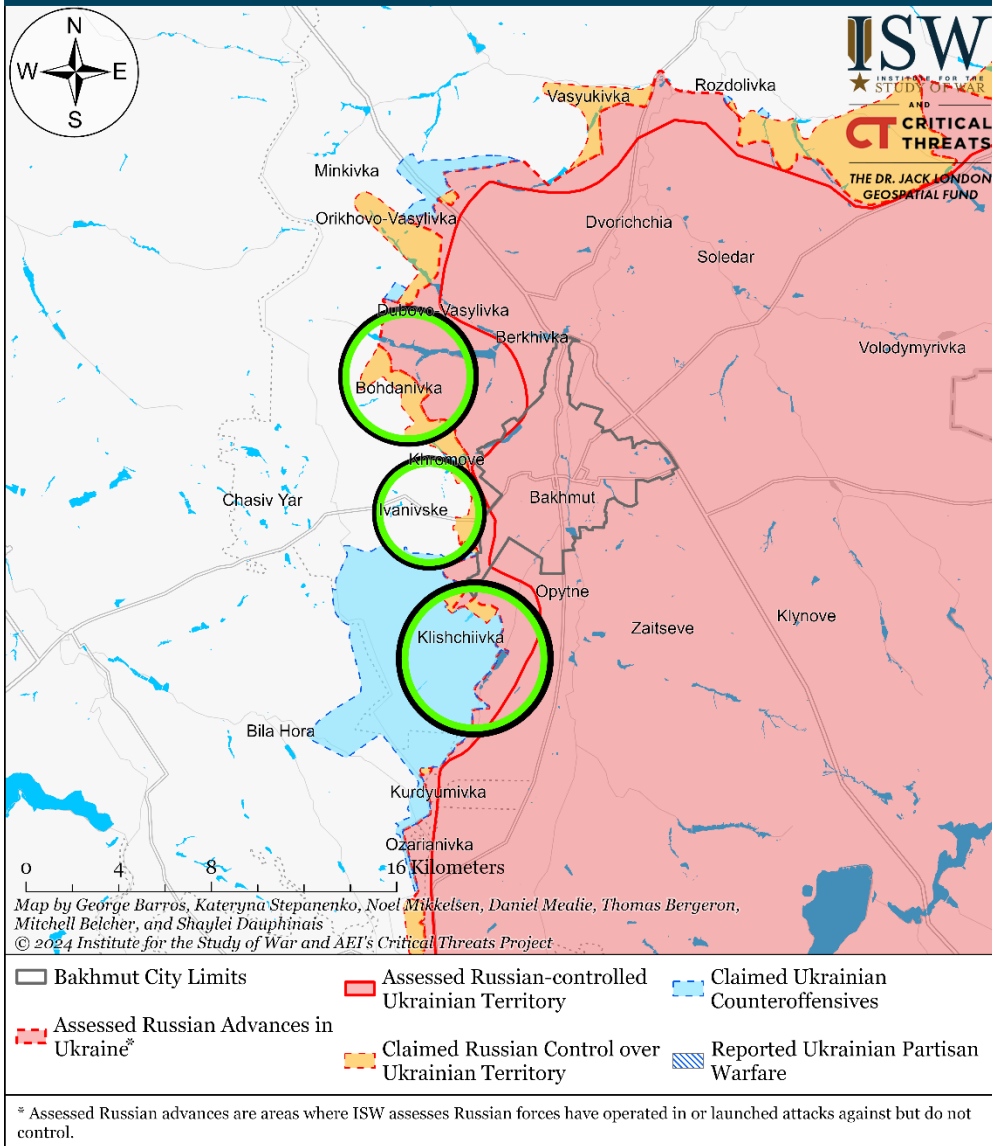 N
W E
S
ISW
INSTITUTE FOR THE
STUDY OF WAR
AND
CT CRITICAL
THREATS
THE DR. JACK LONDON
GEOSPATIAL FUND
Vasyukivka
Rozdolivka
Minkivka
Orikhovo-Vasylivka
Dvorichchia
Soledar
Dubovo-Vasylivka
Berkhivka
Volodymyrivka
Bohdanivka
Khromove
Chasiv Yar
Ivanivske
Bakhmut
Opytne
Klishchiivka
Zaitseve
Klynove
Bila Hora
Kurdyumivka
Ozarianivka
0 4 8 16 Kilometers
Map by George Barros, Kateryna Stepanenko, Noel Mikkelsen, Daniel Mealie, Thomas Bergeron,
Mitchell Belcher, and Shaylei Dauphinais
© 2024 Institute for the Study of War and AEI's Critical Threats Project
Bakhmut City Limits
Assessed Russian Advances in
Ukraine*
Assessed Russian-controlled
Ukrainian Territory
Claimed Russian Control over
Ukrainian Territory
Claimed Ukrainian
Counteroffensives
Reported Ukrainian Partisan
Warfare
* Assessed Russian advances are areas where ISW assesses Russian forces have operated in or launched attacks against but do not
control.